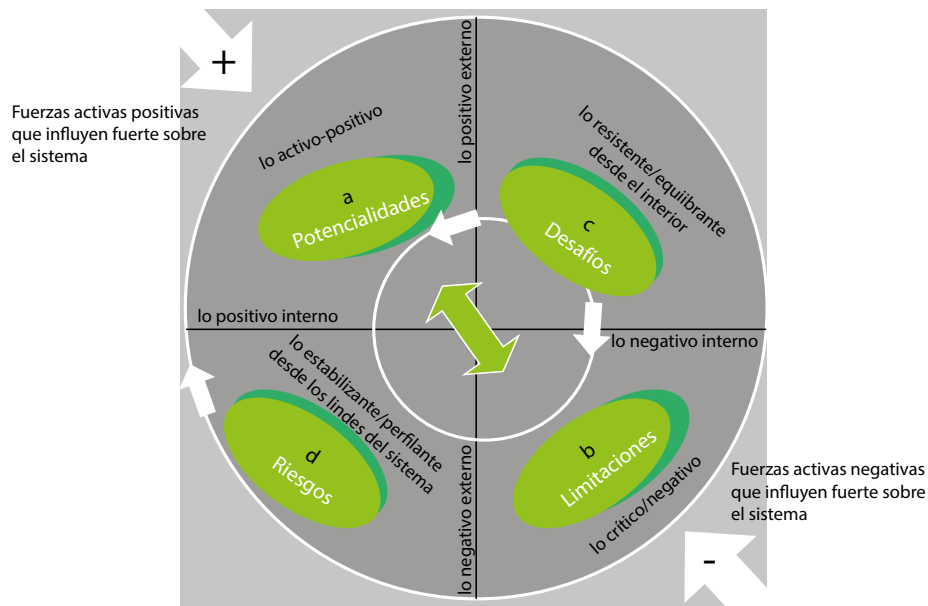 +
Fuerzas activas positivas
que influyen fuerte sobre
el sistema
lo activo-positivo
a
Potencialidades
lo positivo externo
lo resistente/equiibrante
desde el interior
c
Desafíos
lo positivo interno
lo negativo interno
lo estabilizante/perfilante
desde los lindes del sistema
d
Riesgos
lo negativo externo
b
Limitaciones
lo crítico/negativo
Fuerzas activas negativas
que influyen fuerte sobre
el sistema
-